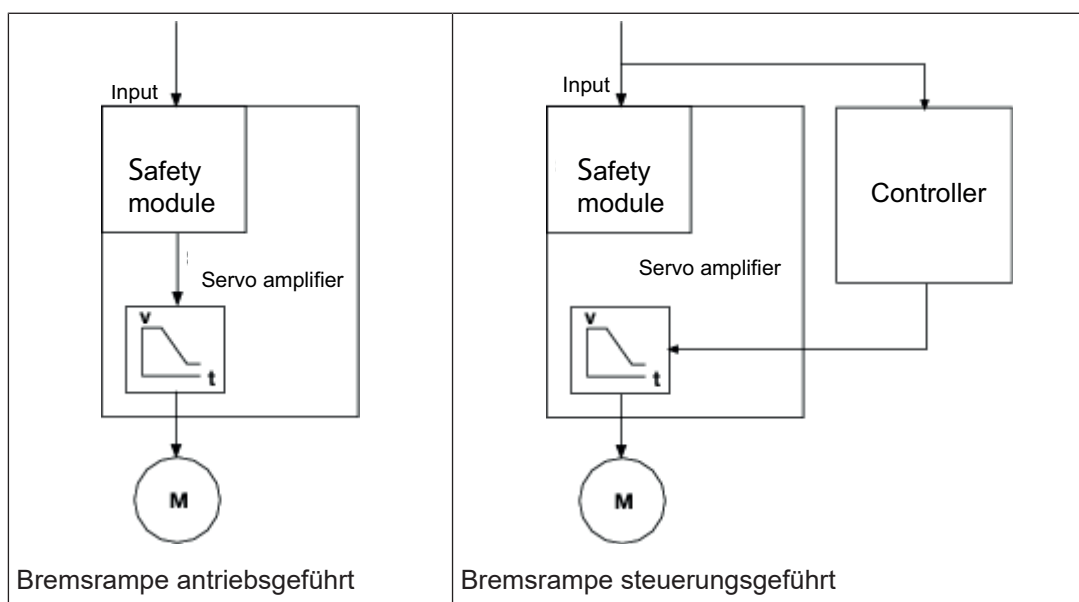 Input
Safety
module
Servo amplifier
v
t
M
Bremsrampe antriebsgeführt
Input
Safety
module
Controller
Servo amplifier
v
t
M
Bremsrampe steuerungsgeführt